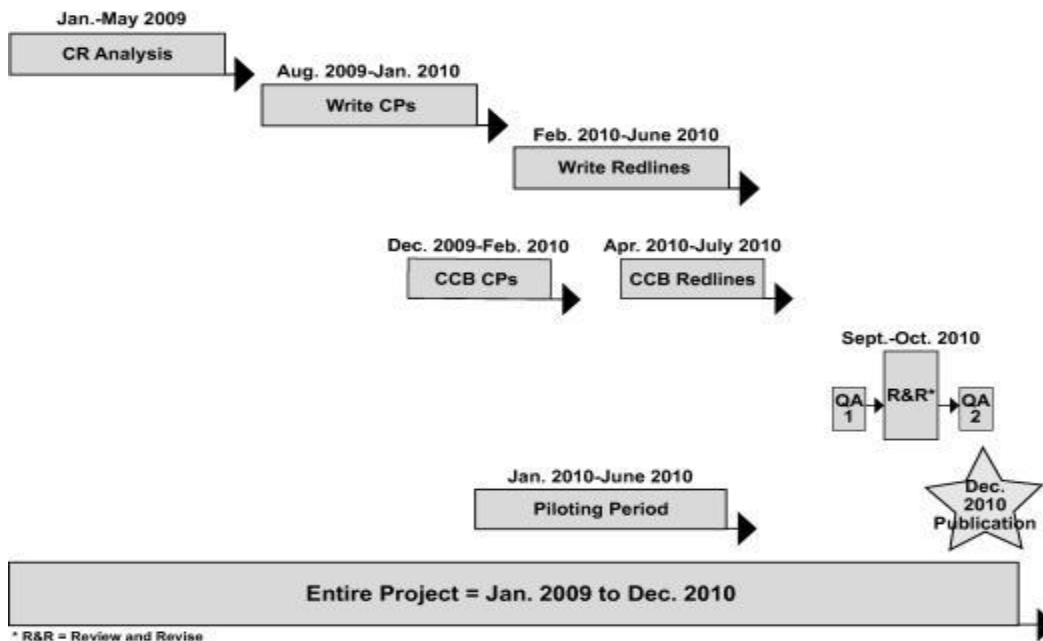 Jan.-May 2009
CR Analysis
Aug. 2009-Jan. 2010
Write CPs
Feb. 2010-June 2010
Write Redlines
Dec. 2009-Feb. 2010
CCB CPs
Apr. 2010-July 2010
CCB Redlines
Sept.-Oct. 2010
QA
1
R&R*
QA
2
Jan. 2010-June 2010
Piloting Period
Dec.
2010
Publication
Entire Project = Jan. 2009 to Dec. 2010
* R&R = Review and Revise